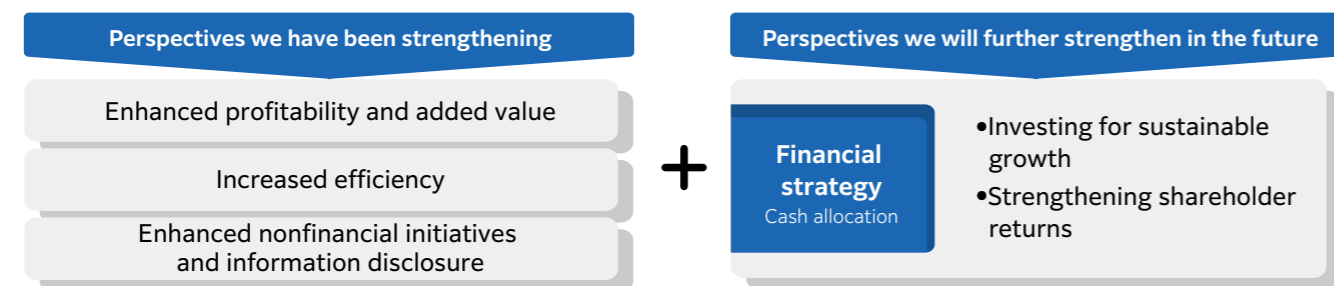 Perspectives we have been strengthening
Enhanced profitability and added value
Increased efficiency
Enhanced nonfinancial initiatives
and information disclosure
+
Perspectives we will further strengthen in the future
Financial
strategy
Cash allocation
•Investing for sustainable
growth
•Strengthening shareholder
returns